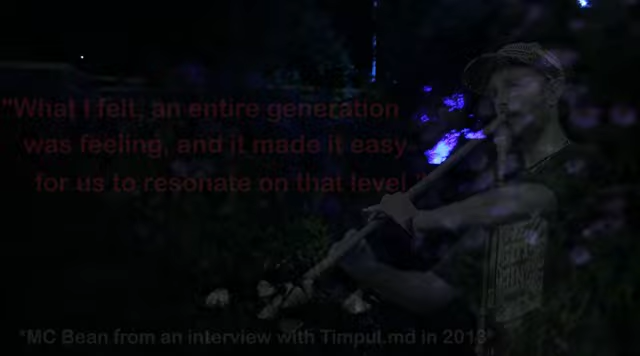 "What I felt, an entire generation
was feeling, and it made it easy
for us to resonate on that level."
*MC Bean from an interview with Timpul.md in 2013*